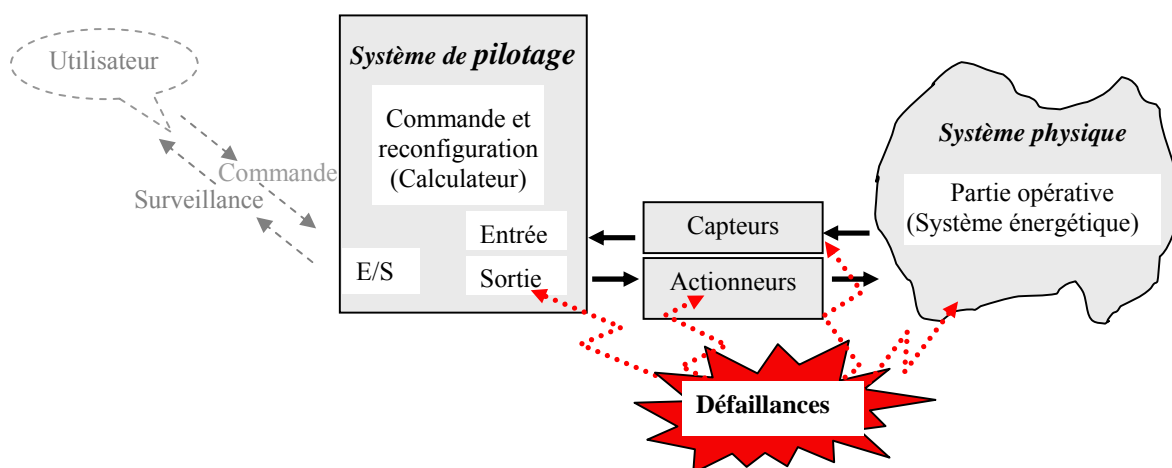 Utilisateur
Commande
Surveillance
Système de pilotage
Commande et
reconfiguration
(Calculateur)
Entrée
E/S
Sortie
Capteurs
Actionneurs
Système physique
Partie opérative
(Système énergétique)
Défaillances